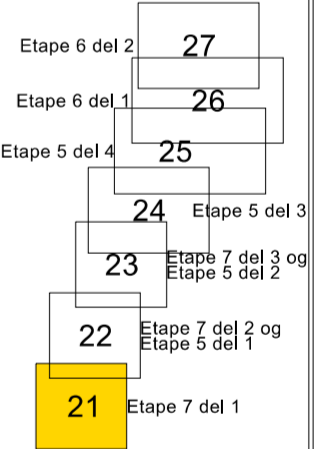 Etape 6 del 2 27
Etape 6 del 1 26
Etape 5 del 4 25
24 Etape 5 del 3
23 Etape 7 del 3 og
Etape 5 del 2
22 Etape 7 del 2 og
Etape 5 del 1
21 Etape 7 del 1